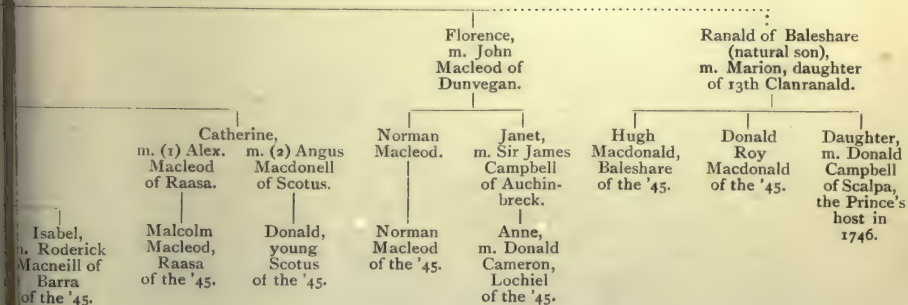 Florence,
m. John
Macleod of
Dunvegan.
Ranald of Baleshare
(natural son),
m. Marion, daughter
of 13th Clanranald.
Catherine,
m. (1) Alex.
Macleod
of Raasa.
m. (2) Angus
Macdonell
of Scotus.
Norman
Macleod.
Janet,
m. Sir James
Campbell
of Auchin-
breck.
Hugh
Macdonald,
Baleshare
of the '45.
Donald
Roy
Macdonald
of the '45.
Daughter,
m. Donald
Campbell
of Scalpa,
the Prince's
host in
1746.
Isabel,
m. Roderick
Macneill of
Barra
of the '45.
Malcolm
Macleod,
Raasa
of the '45.
Donald,
young
Scotus
of the '45.
Norman
Macleod
of the '45.
Anne,
m. Donald
Cameron,
Lochiel
of the '45.